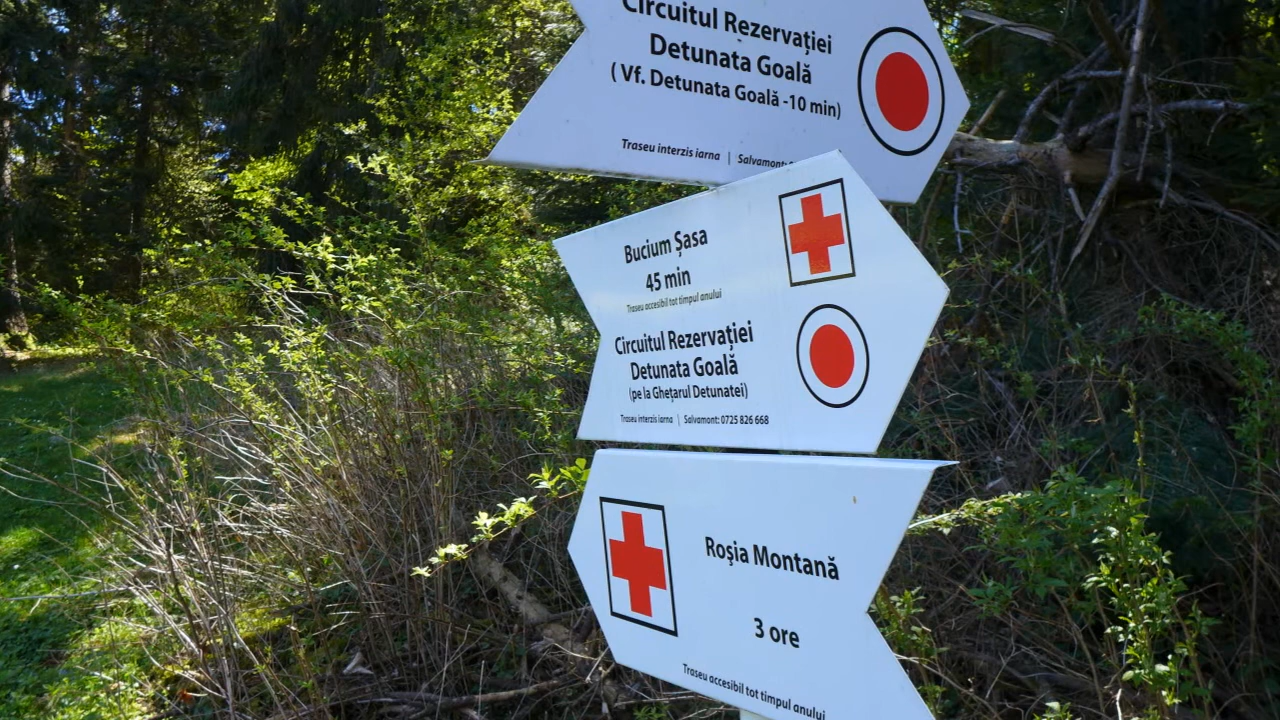 Circuitul Rezervației
Detunata Goală
( Vf. Detunata Goală -10 min)
Traseu interzis iarna | Salvamont:
Bucium Șasa
45 min
Traseu accesibil tot timpul anului
Circuitul Rezervației
Detunata Goală
(pe la Ghețarul Detunatei)
Traseu interzis iarna | Salvamont: 0725 826 668
Roşia Montană
3 ore
Traseu accesibil tot timpul anului